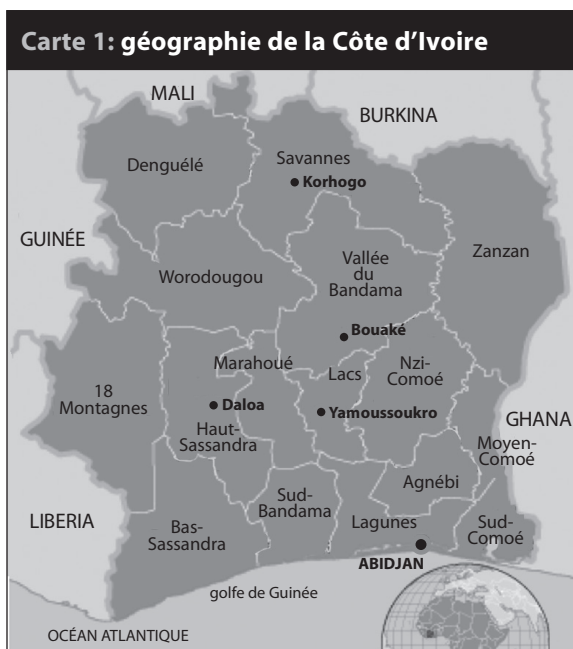 Carte 1: géographie de la Côte d’Ivoire
MALI
BURKINA
Denguélé
Savannes
Korhogo
GUINÉE
Zanzan
Worodougou
Vallée
du
Bandama
Bouaké
Marahoué
Lacs
Nzi-
Comoé
18
Montagnes
Daloa
Yamoussoukro
Haut-
Sassandra
GHANA
Moyen-
Comoé
Agnébi
Sud-
Bandama
LIBERIA
Bas-
Sassandra
Lagunes
Sud-
Comoé
ABIDJAN
golfe de Guinée
OCÉAN ATLANTIQUE